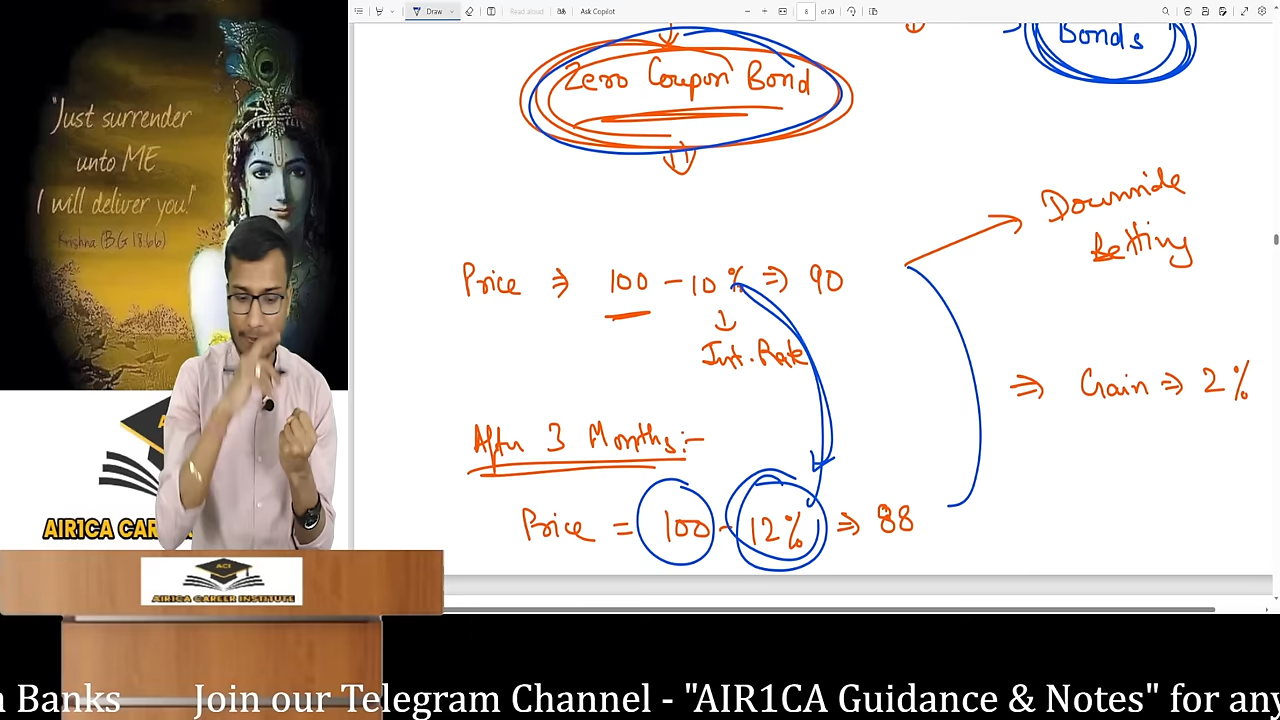 "Just surrender
unto ME
I will deliver you!"
- Krishna (BG 18:66)
AIR1CA CAR
ACI
AIR1CA CAREER INSTITUTE
Draw
Read aloud
Ask Copilot
8 of 20
Bonds
Zero Coupon Bond
Downside
Betting
Price ⇒ 100 - 10% ⇒ 90
↓
Int. Rate
⇒ Gain ⇒ 2%
After 3 Months:-
Price = 100 - 12% ⇒ 88
n Banks Join our Telegram Channel - "AIR1CA Guidance & Notes" for any